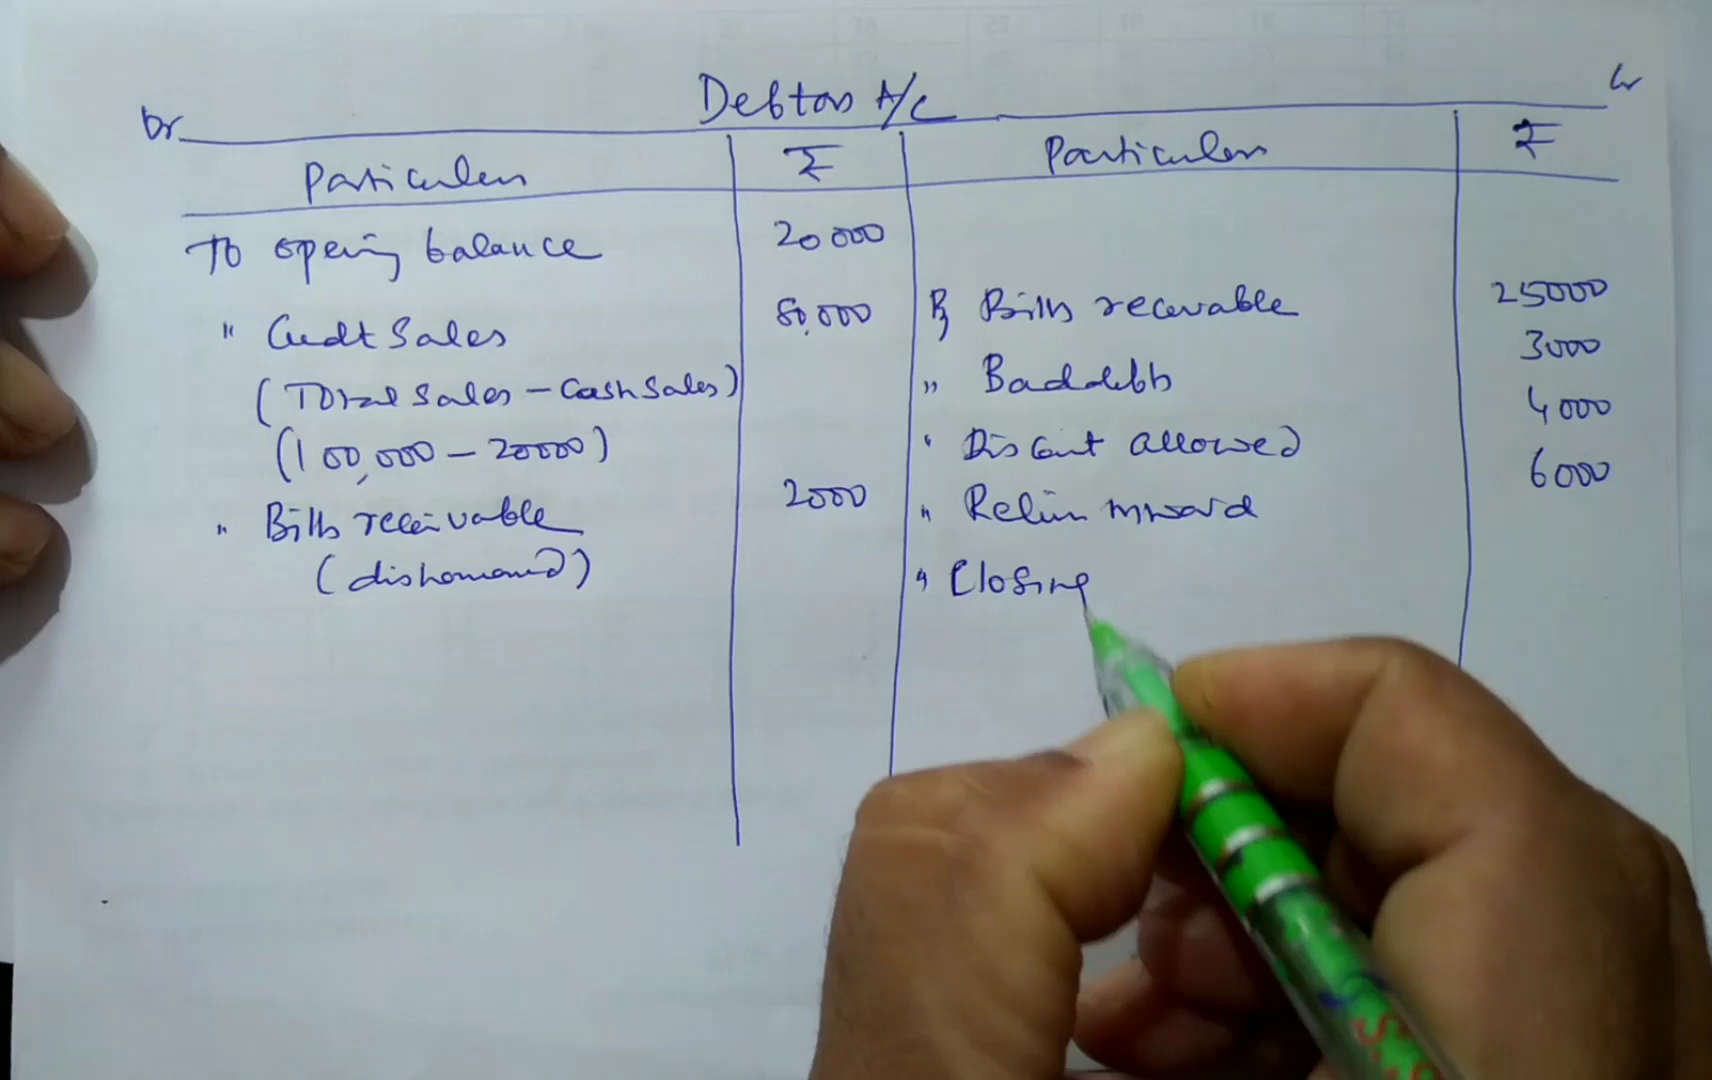 Debtors A/c
Dr Cr
Particulars ₹ Particulars ₹
To opening balance 20000
" Credit Sales 80,000 By Bills receivable 25000
(Total Sales - Cash Sales) " Bad debts 3000
(100,000 - 20000) " Discount allowed 4000
" Bills receivable 2000 " Return inward 6000
(dishonoured) " Closing